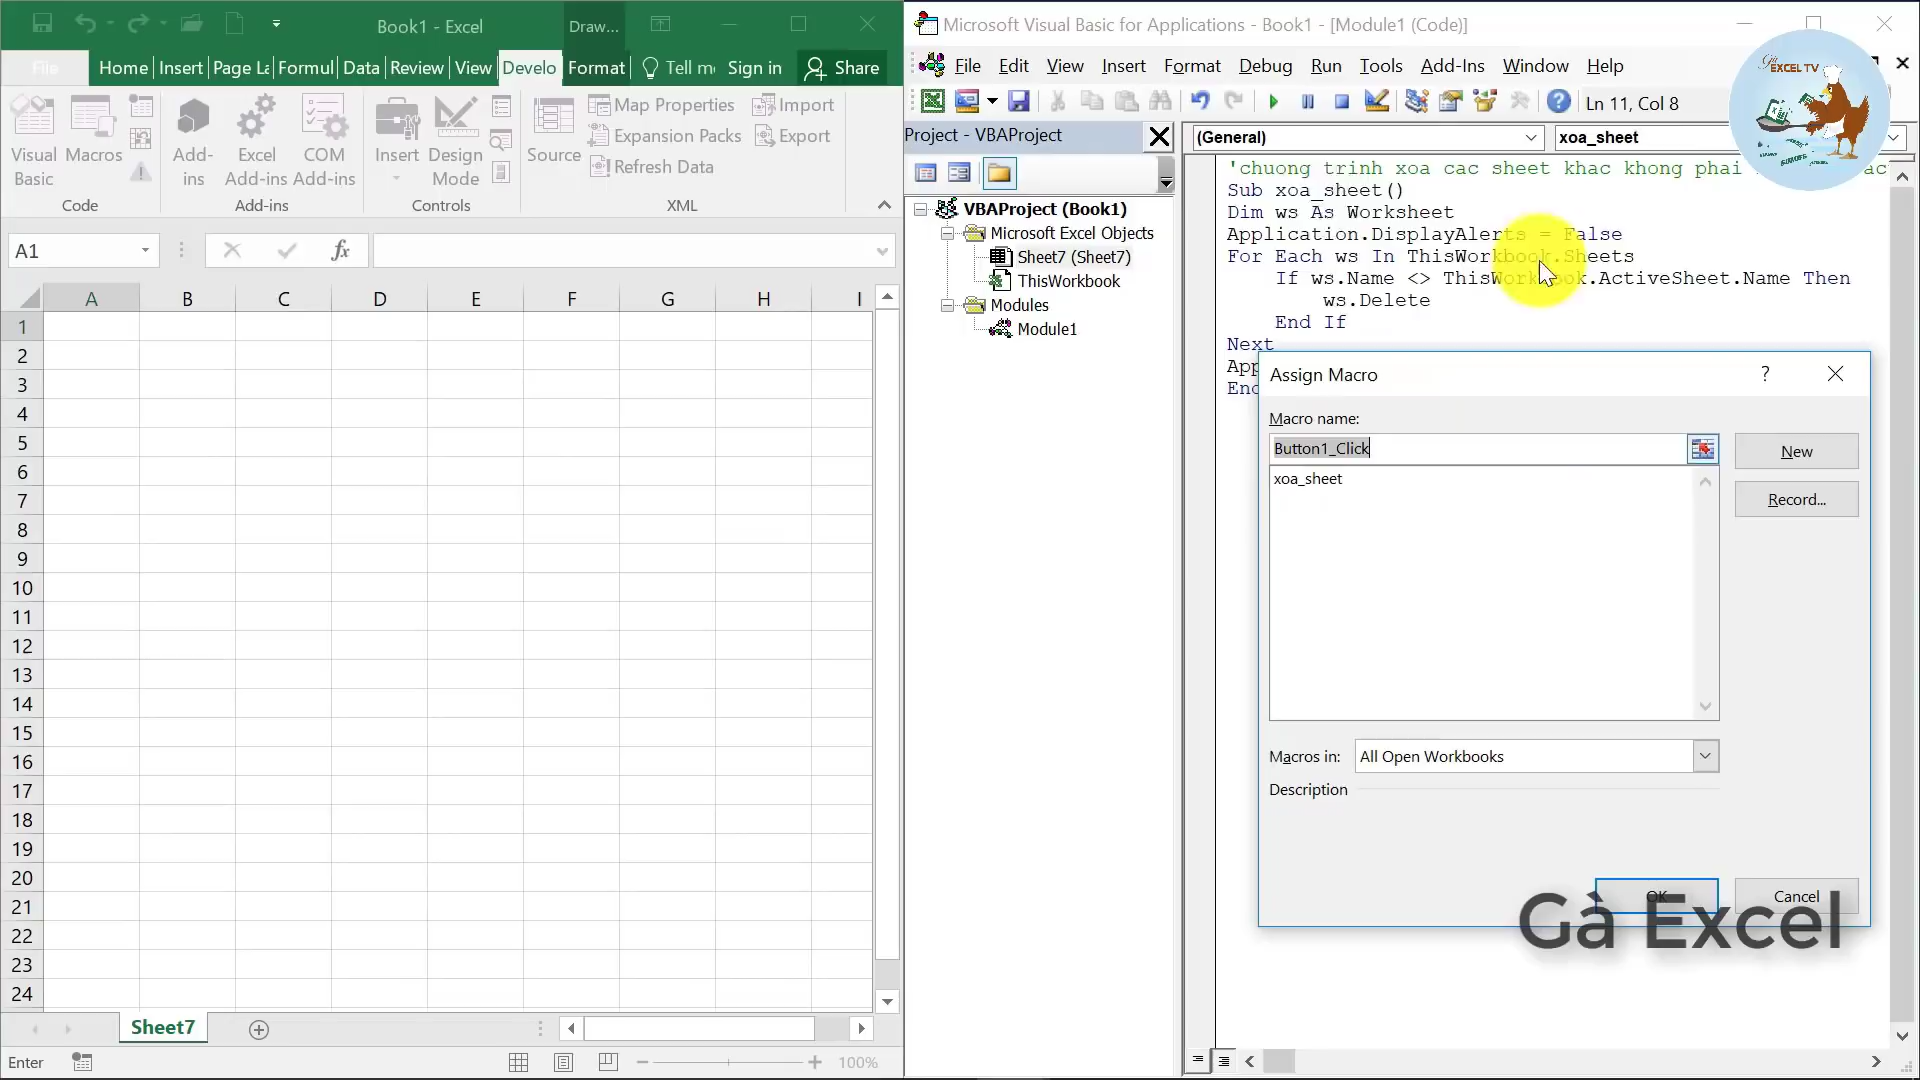 Book1 - Excel
Draw...
File
Home
Insert
Page La
Formul
Data
Review
View
Develo
Format
Tell me
Sign in
Share
Visual Basic
Macros
Add-ins
Excel Add-ins
COM Add-ins
Insert
Design Mode
Source
Map Properties
Expansion Packs
Refresh Data
Import
Export
Code
Add-ins
Controls
XML
A1
fx
A B C D E F G H I
1
2
3
4
5
6
7
8
9
10
11
12
13
14
15
16
17
18
19
20
21
22
23
24
Sheet7
Enter
100%
Microsoft Visual Basic for Applications - Book1 - [Module1 (Code)]
File Edit View Insert Format Debug Run Tools Add-Ins Window Help
Ln 11, Col 8
EXCEL TV
Project - VBAProject
VBAProject (Book1)
Microsoft Excel Objects
Sheet7 (Sheet7)
ThisWorkbook
Modules
Module1
(General)
xoa_sheet
'chuong trinh xoa cac sheet khac khong phai
Sub xoa_sheet()
Dim ws As Worksheet
Application.DisplayAlerts = False
For Each ws In ThisWorkbook.Sheets
If ws.Name <> ThisWorkbook.ActiveSheet.Name Then
ws.Delete
End If
Next
App
End
Assign Macro
?
Macro name:
Button1_Click
xoa_sheet
New
Record...
Macros in:
All Open Workbooks
Description
OK
Cancel
Gà Excel